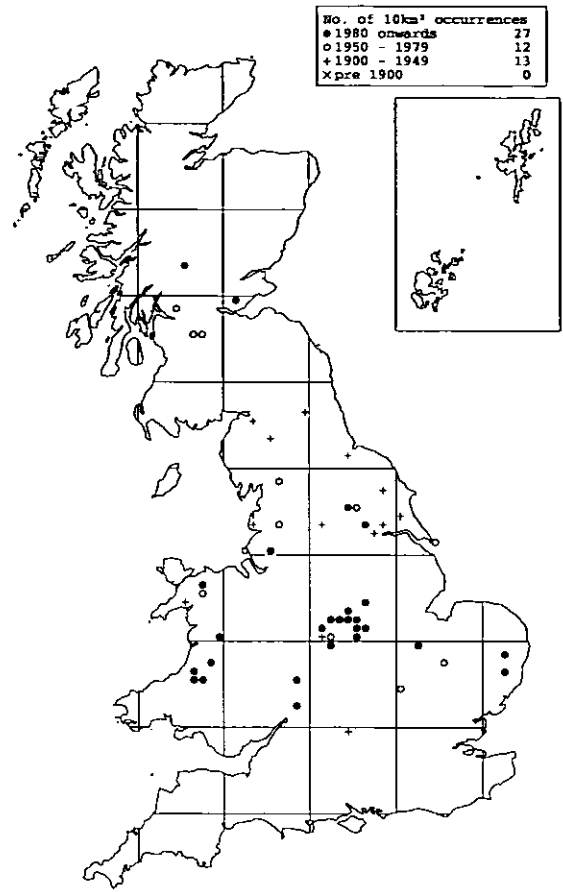 No. of 10km² occurrences
● 1980 onwards 27
○ 1950 - 1979 12
+ 1900 - 1949 13
× pre 1900 0